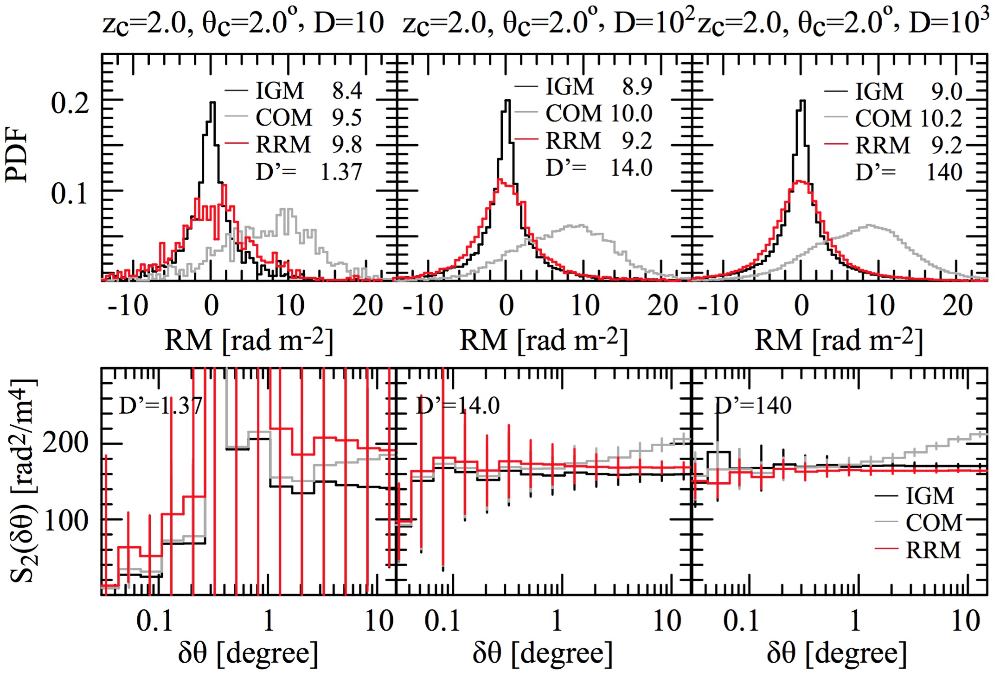 zc=2.0, θc=2.0º, D=10 zc=2.0, θc=2.0º, D=10² zc=2.0, θc=2.0º, D=10³
PDF
0.2
0.1
IGM 8.4
COM 9.5
RRM 9.8
D’= 1.37
IGM 8.9
COM 10.0
RRM 9.2
D’= 14.0
IGM 9.0
COM 10.2
RRM 9.2
D’= 140
-10 0 10 20 -10 0 10 20 -10 0 10 20
RM [rad m-2] RM [rad m-2] RM [rad m-2]
S2(δθ) [rad2/m4]
200
100
D’=1.37
D’=14.0
D’=140
IGM
COM
RRM
0.1 1 10 0.1 1 10 0.1 1 10
δθ [degree] δθ [degree] δθ [degree]